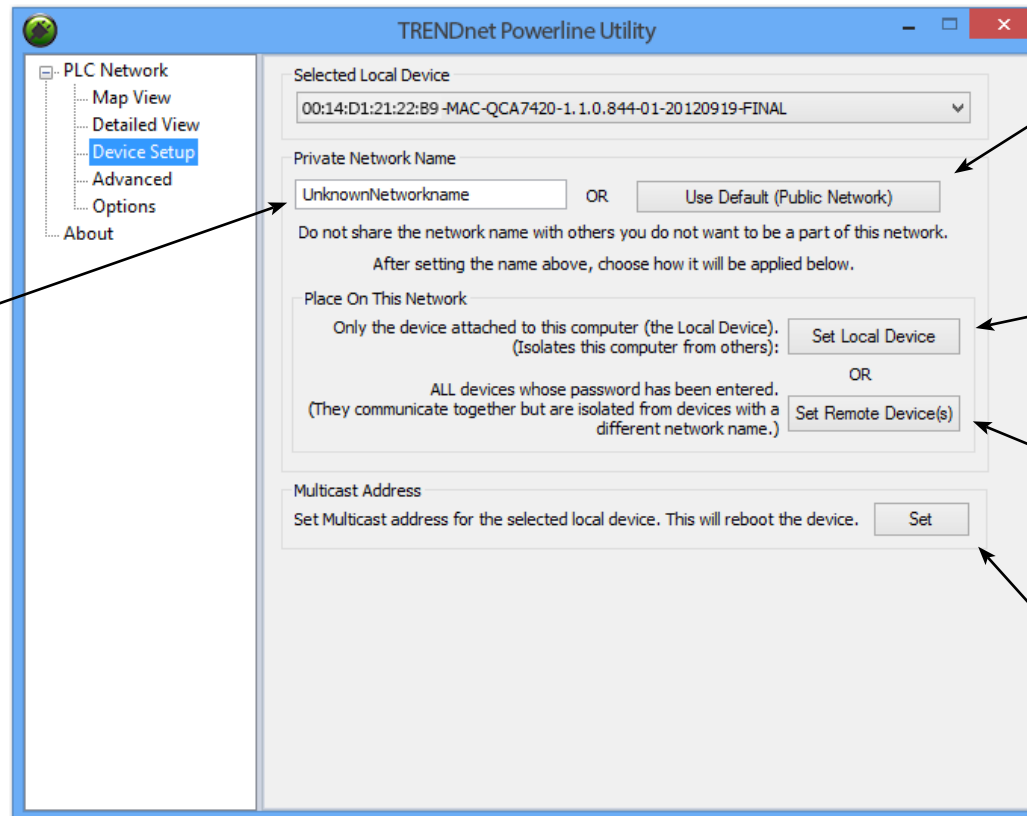 TRENDnet Powerline Utility
PLC Network
Map View
Detailed View
Device Setup
Advanced
Options
About
Selected Local Device
00:14:D1:21:22:B9 -MAC-QCA7420-1.1.0.844-01-20120919-FINAL
Private Network Name
UnknownNetworkname OR Use Default (Public Network)
Do not share the network name with others you do not want to be a part of this network.
After setting the name above, choose how it will be applied below.
Place On This Network
Only the device attached to this computer (the Local Device).
(Isolates this computer from others):
Set Local Device
OR
ALL devices whose password has been entered.
(They communicate together but are isolated from devices with a
different network name.)
Set Remote Device(s)
Multicast Address
Set Multicast address for the selected local device. This will reboot the device. Set